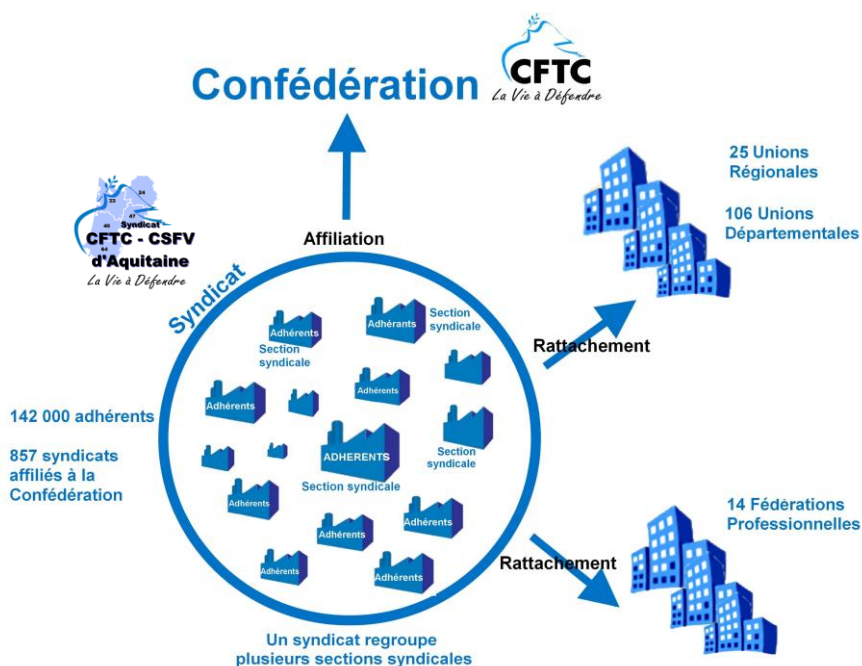 Confédération
CFTC
La Vie à Défendre
25 Unions
Régionales
106 Unions
Départementales
24
33
47
40
64
Syndicat
CFTC - CSFV
d'Aquitaine
La Vie à Défendre
Affiliation
Syndicat
Adhérents
Section
syndicale
Adhérants
Section
syndicale
Rattachement
Adhérents
Adhérents
142 000 adhérents
857 syndicats
affiliés à la
Confédération
ADHERENTS
Section syndicale
Section
syndicale
Adhérents
Adhérents
Adhérents
Adhérents
Adhérents
Rattachement
14 Fédérations
Professionnelles
Un syndicat regroupe
plusieurs sections syndicales